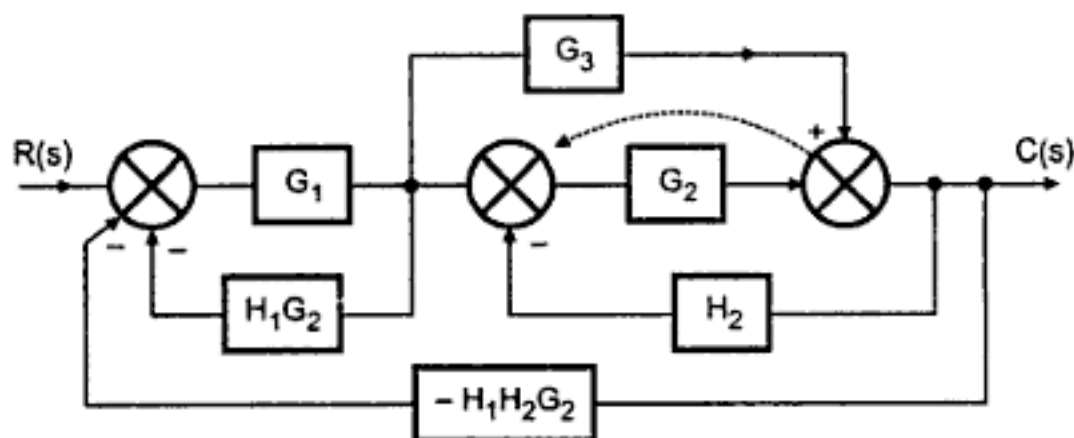 G₃
+
R(s)
C(s)
G₁
G₂
−
−
−
H₁G₂
H₂
− H₁H₂G₂